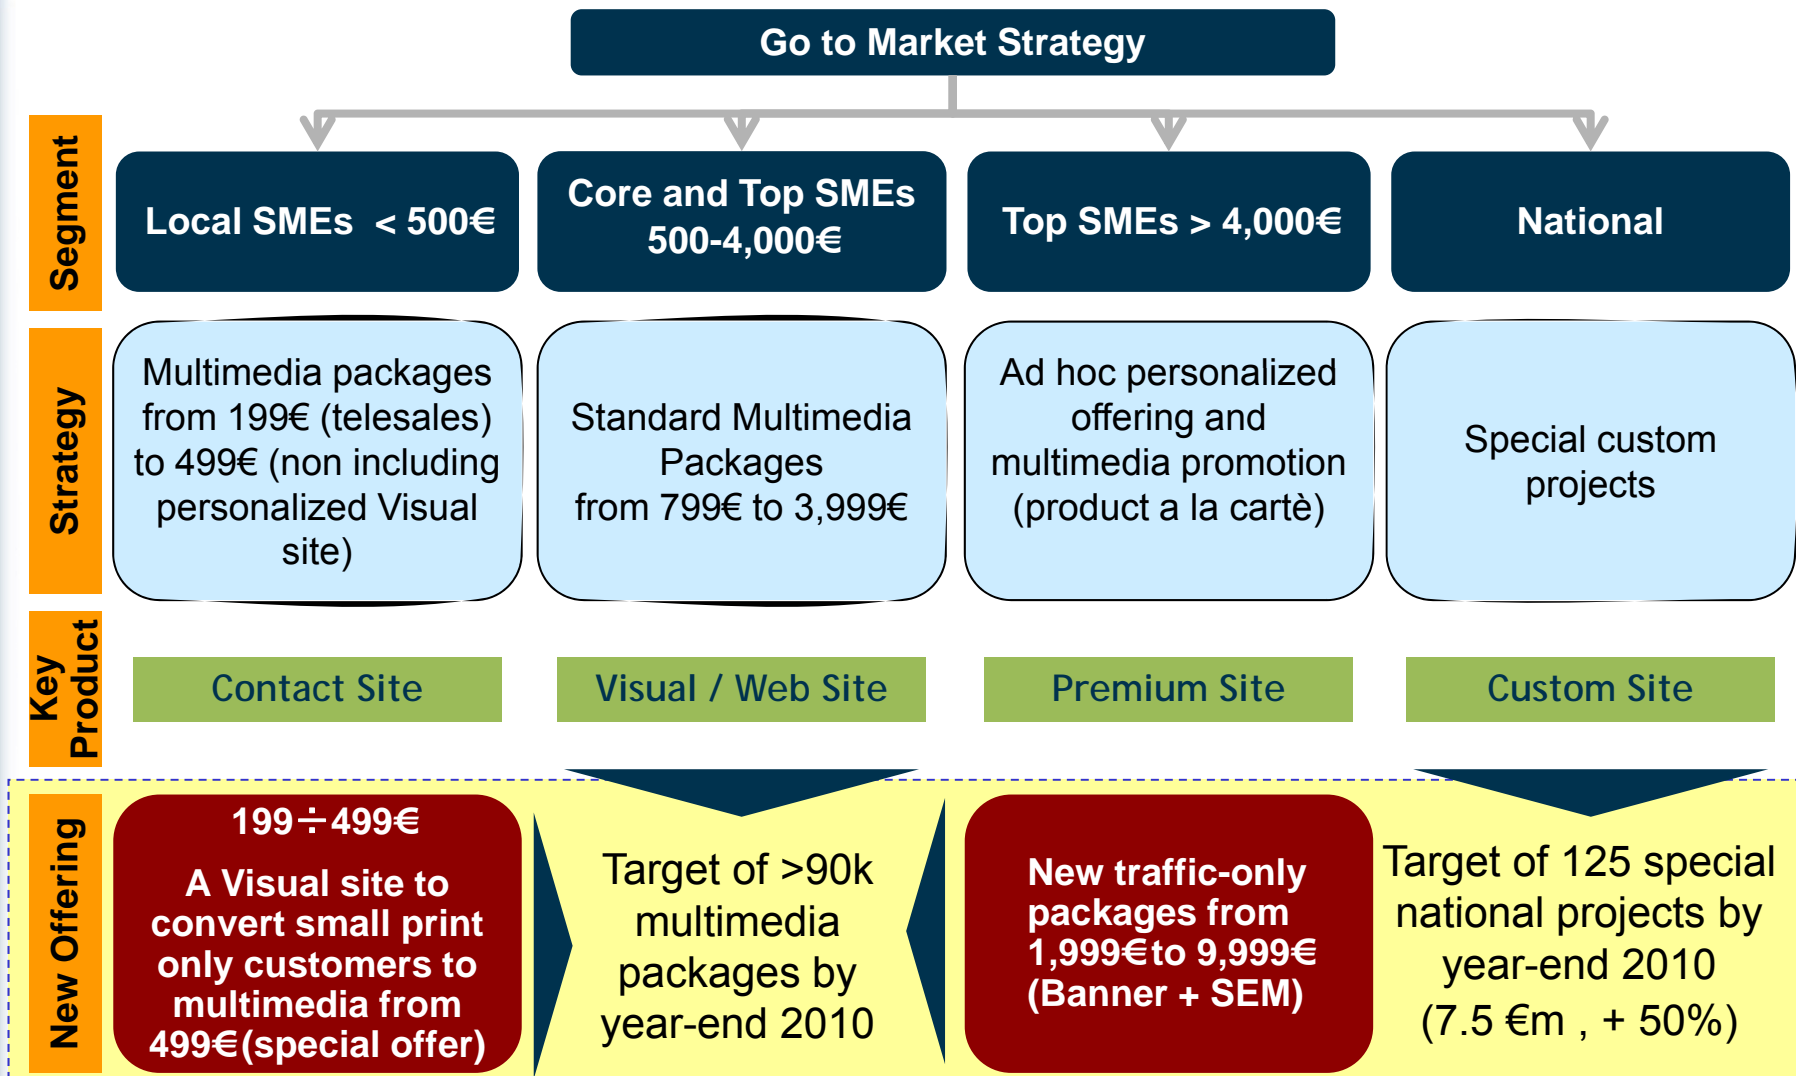 Go to Market Strategy
Segment
Local SMEs < 500€
Core and Top SMEs
500-4,000€
Top SMEs > 4,000€
National
Strategy
Multimedia packages
from 199€ (telesales)
to 499€ (non including
personalized Visual
site)
Standard Multimedia
Packages
from 799€ to 3,999€
Ad hoc personalized
offering and
multimedia promotion
(product a la cartè)
Special custom
projects
Key
Product
Contact Site
Visual / Web Site
Premium Site
Custom Site
New Offering
199÷499€
A Visual site to
convert small print
only customers to
multimedia from
499€(special offer)
Target of >90k
multimedia
packages by
year-end 2010
New traffic-only
packages from
1,999€to 9,999€
(Banner + SEM)
Target of 125 special
national projects by
year-end 2010
(7.5 €m , + 50%)